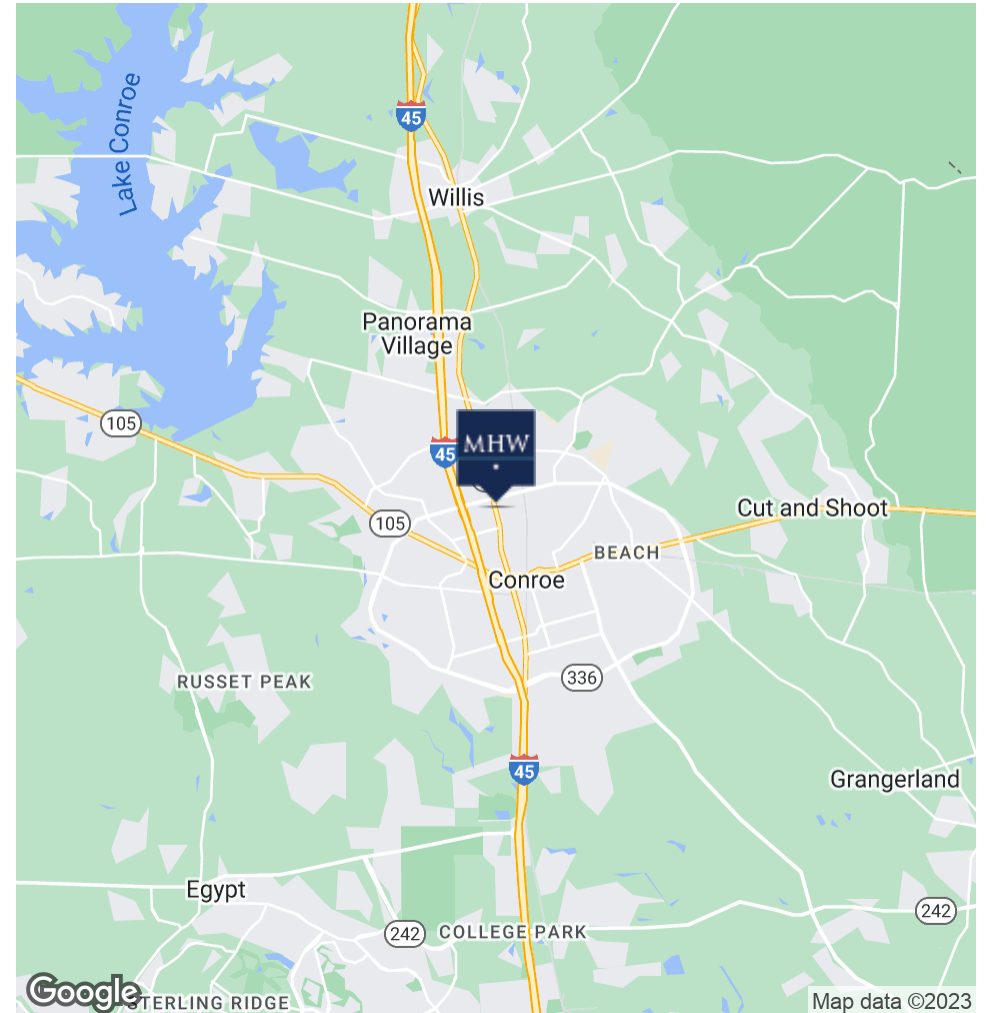 Lake Conroe
45
Willis
Panorama
Village
105
45
MHW
105
Cut and Shoot
BEACH
Conroe
336
RUSSET PEAK
45
Grangerland
Egypt
242
242
COLLEGE PARK
Google
STERLING RIDGE
Map data ©2023